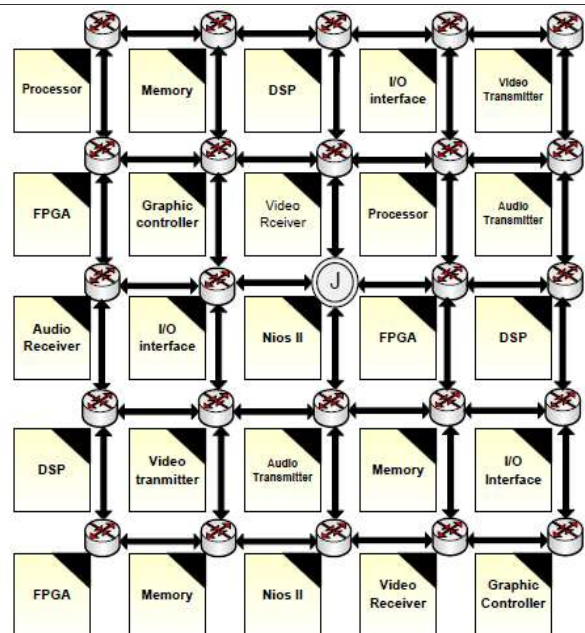 Processor
Memory
DSP
I/O
interface
Video
Transmitter
FPGA
Graphic
controller
Video
Rceiver
Processor
Audio
Transmitter
J
Audio
Receiver
I/O
interface
Nios II
FPGA
DSP
DSP
Video
tranmitter
Audio
Transmitter
Memory
I/O
Interface
FPGA
Memory
Nios II
Video
Receiver
Graphic
Controller